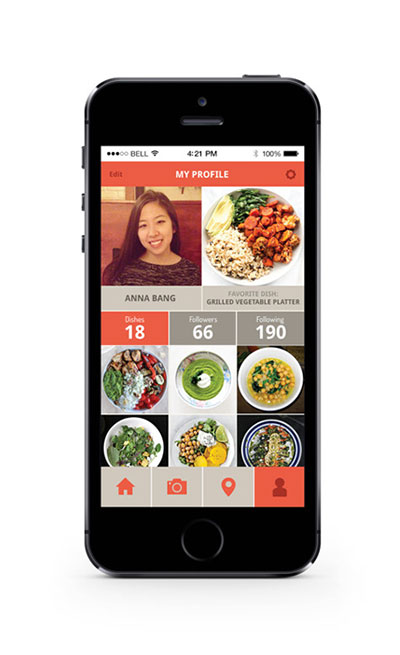 BELL 4:21 PM 100%
Edit MY PROFILE
ANNA BANG
FAVORITE DISH:
GRILLED VEGETABLE PLATTER
Dishes Followers Following
18 66 190